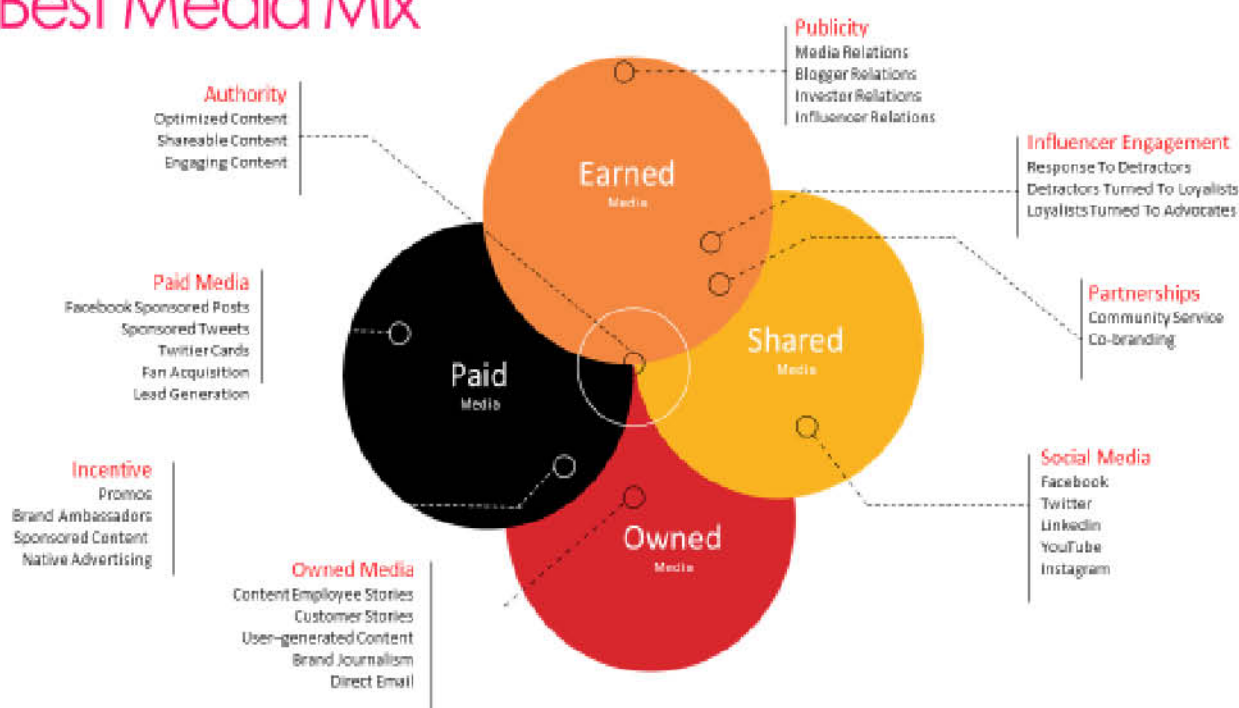 Best Media Mix
Publicity
Media Relations
Blogger Relations
Investor Relations
Influencer Relations
Authority
Optimized Content
Shareable Content
Engaging Content
Influencer Engagement
Response To Detractors
Detractors Turned To Loyalists
Loyalists Turned To Advocates
Earned
Media
Paid Media
Facebook Sponsored Posts
Sponsored Tweets
Twitter Cards
Fan Acquisition
Lead Generation
Partnerships
Community Service
Co-branding
Shared
Media
Paid
Media
Incentive
Promos
Brand Ambassadors
Sponsored Content
Native Advertising
Social Media
Facebook
Twitter
Linkedin
YouTube
Instagram
Owned
Media
Owned Media
Content Employee Stories
Customer Stories
User-generated Content
Brand Journalism
Direct Email